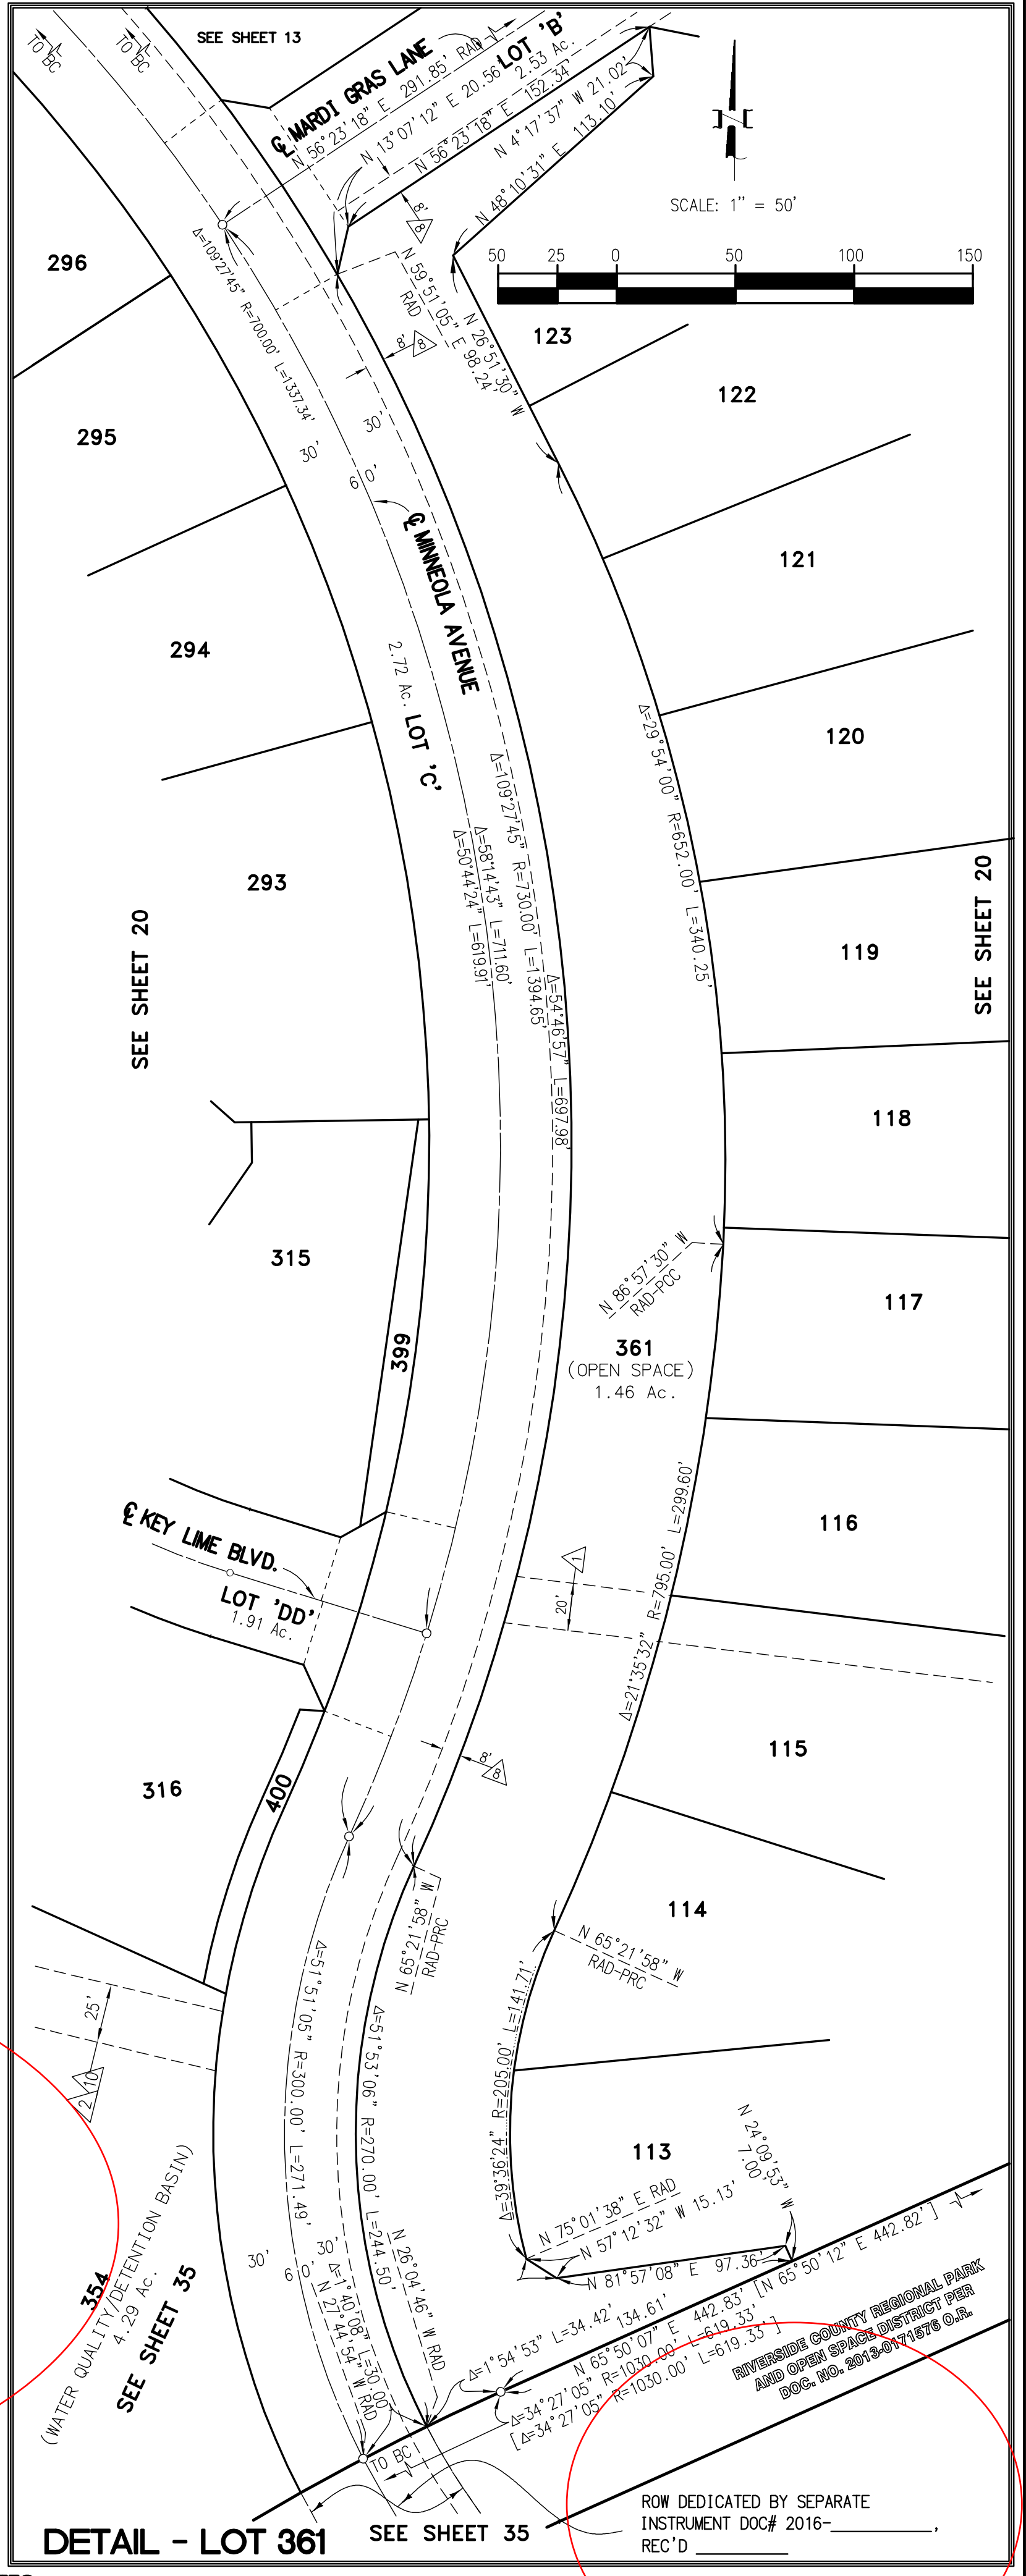 SEE SHEET 13
TO BC
TO BC
℄ MARDI GRAS LANE
N 56°23'18" E 291.85' RAD
LOT 'B'
2.53 Ac.
N 13°07'12" E 20.56'
N 56°23'18" E 152.34'
N 4°17'37" W 21.02'
N 48°10'31" E 113.10'
SCALE: 1" = 50'
50 25 0 50 100 150
8'
8
N 59°51'05" E
RAD
N 26°51'30" W
98.24'
8'
8
296
295
294
293
Δ=109°27'45" R=700.00' L=1337.34'
30'
30'
60'
℄ MINNEOLA AVENUE
2.72 Ac. LOT 'C'
123
122
121
120
119
118
117
116
115
114
113
Δ=29°54'00" R=652.00' L=340.25'
Δ=109°27'45" R=730.00' L=1394.65'
Δ=58°14'43" L=711.60'
Δ=50°44'24" L=619.91'
Δ=54°46'57" L=697.98'
SEE SHEET 20
SEE SHEET 20
315
399
N 86°57'30" W
RAD-PCC
361
(OPEN SPACE)
1.46 Ac.
℄ KEY LIME BLVD.
LOT 'DD'
1.91 Ac.
1
20'
Δ=21°35'32" R=795.00' L=299.60'
316
400
8'
8
N 65°21'58" W
RAD-PRC
N 65°21'58" W
RAD-PRC
25'
2
10
Δ=51°51'05" R=300.00' L=271.49'
Δ=51°53'06" R=270.00' L=244.50'
Δ=39°36'24" R=205.00' L=141.71'
N 24°09'53" W
7.00'
N 75°01'38" E RAD
N 57°12'32" W 15.13'
N 81°57'08" E 97.36'
354
(WATER QUALITY/DETENTION BASIN)
4.29 Ac.
SEE SHEET 35
30'
30'
60'
Δ=1°40'08" L=30.00'
N 27°44'54" W RAD
N 26°04'46" W RAD
Δ=1°54'53" L=34.42'
134.61'
N 65°50'07" E 442.83' [N 65°50'12" E 442.82']
Δ=34°27'05" R=1030.00' L=619.33'
[Δ=34°27'05" R=1030.00' L=619.33']
RIVERSIDE COUNTY REGIONAL PARK
AND OPEN SPACE DISTRICT PER
DOC. NO. 2013-0171576 O.R.
TO BC
DETAIL - LOT 361
SEE SHEET 35
ROW DEDICATED BY SEPARATE
INSTRUMENT DOC# 2016-__________,
REC'D __________